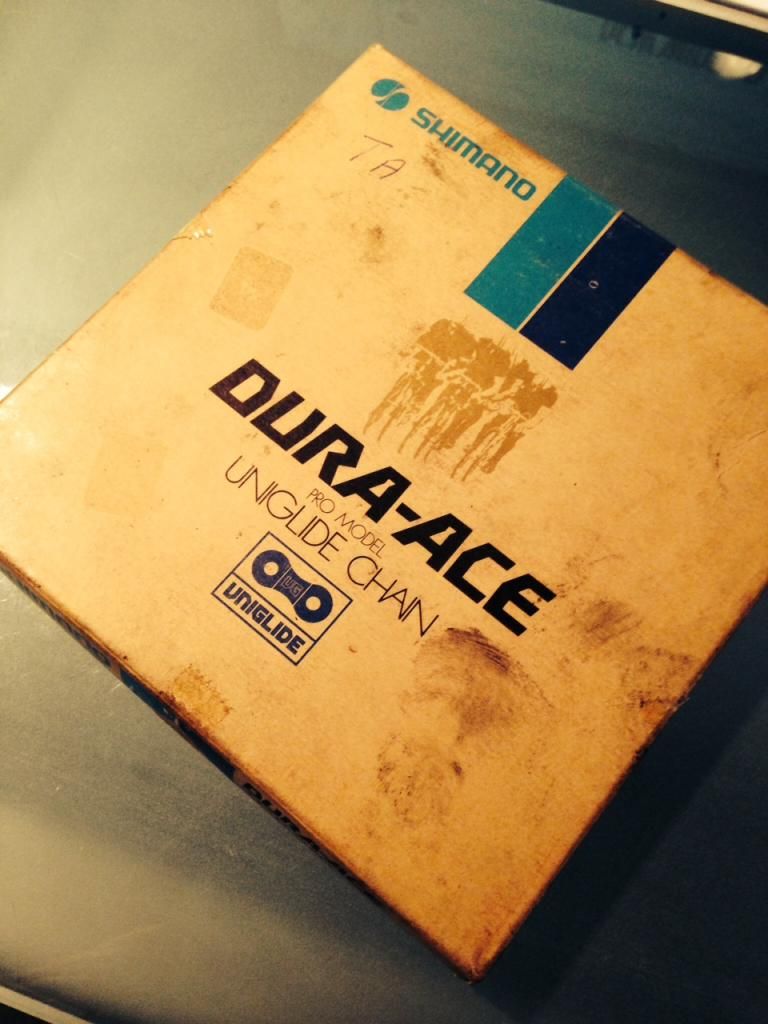 SHIMANO
TA
DURA-ACE
PRO MODEL
UNIGLIDE CHAIN
UG
UNIGLIDE